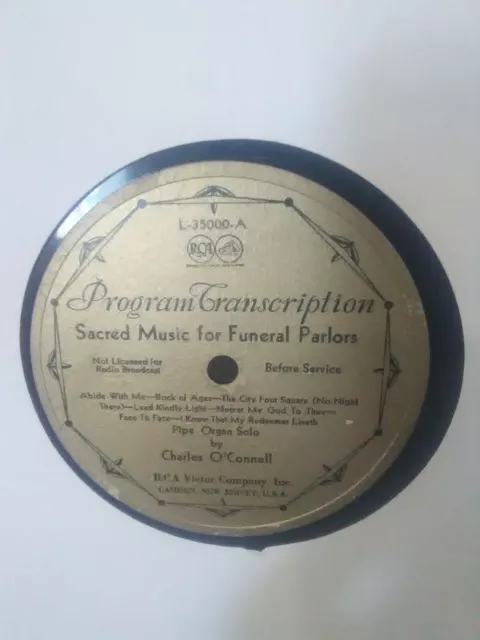 L-35000-A
RCA
Program Transcription
Sacred Music for Funeral Parlors
Not Licensed for
Radio Broadcast
Before Service
Abide With Me—Rock of Ages—The City Four Square (No Night
There)—Lead Kindly Light—Nearer My God To Thee—
Face To Face—I Know That My Redeemer Liveth
Pipe Organ Solo
by
Charles O'Connell
RCA Victor Company, Inc.
CAMDEN, NEW JERSEY, U.S.A.